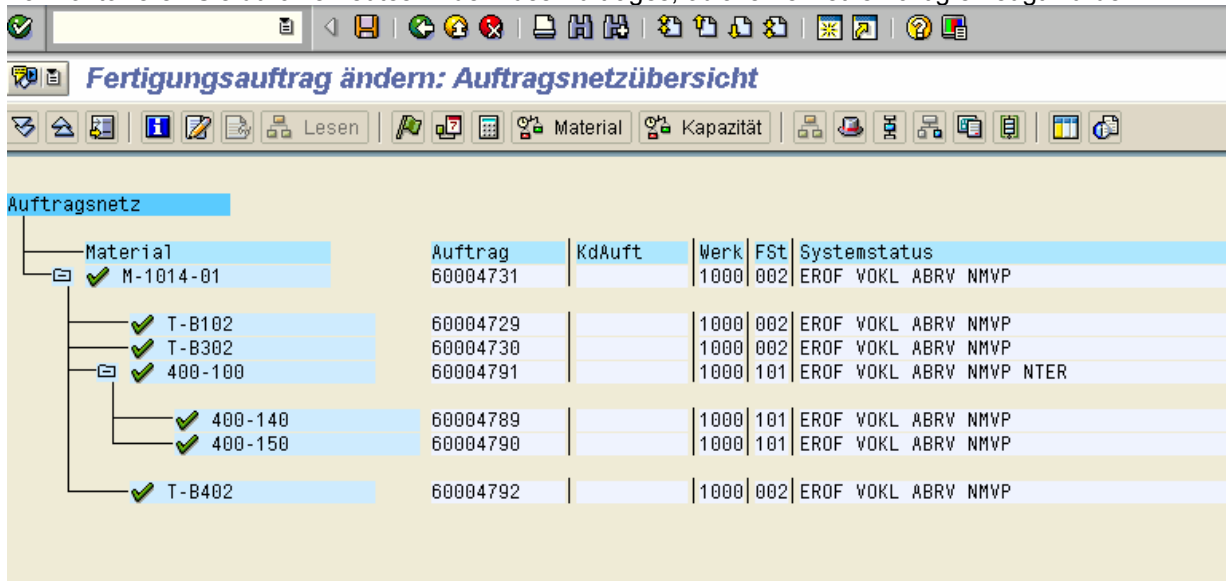 Fertigungsauftrag ändern: Auftragsnetzübersicht
Lesen Material Kapazität
Auftragsnetz
Material Auftrag KdAuft Werk FSt Systemstatus
M-1014-01 60004731 1000 002 EROF VOKL ABRV NMVP
T-B102 60004729 1000 002 EROF VOKL ABRV NMVP
T-B302 60004730 1000 002 EROF VOKL ABRV NMVP
400-100 60004791 1000 101 EROF VOKL ABRV NMVP NTER
400-140 60004789 1000 101 EROF VOKL ABRV NMVP
400-150 60004790 1000 101 EROF VOKL ABRV NMVP
T-B402 60004792 1000 002 EROF VOKL ABRV NMVP